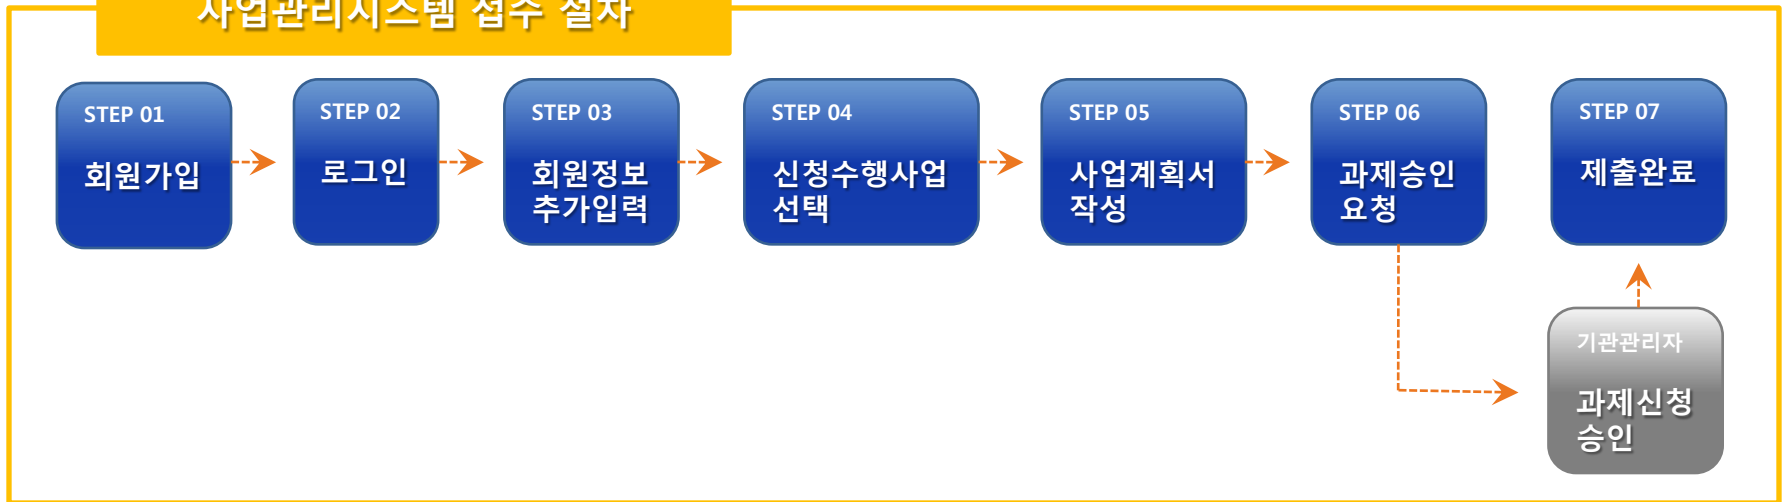 사업관리시스템 접수 절차
STEP 01
회원가입
STEP 02
로그인
STEP 03
회원정보
추가입력
STEP 04
신청수행사업
선택
STEP 05
사업계획서
작성
STEP 06
과제승인
요청
STEP 07
제출완료
기관관리자
과제신청
승인